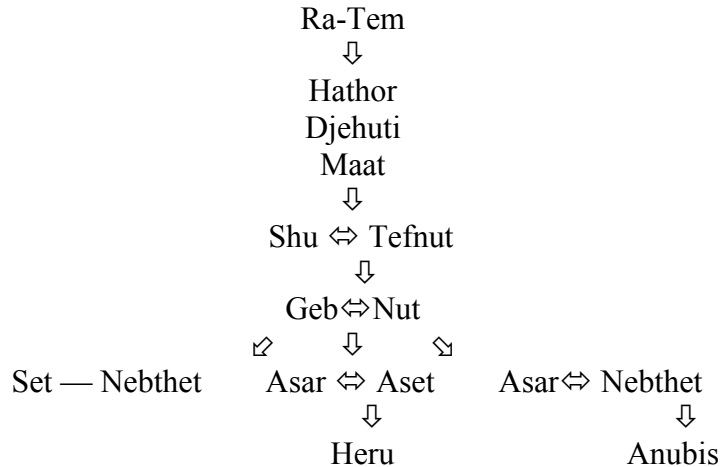 Ra-Tem
⇩
Hathor
Djehuti
Maat
⇩
Shu ⇔ Tefnut
⇩
Geb⇔Nut
⬃ ⇩ ⬂
Set — Nebthet Asar ⇔ Aset Asar⇔ Nebthet
⇩ ⇩
Heru Anubis